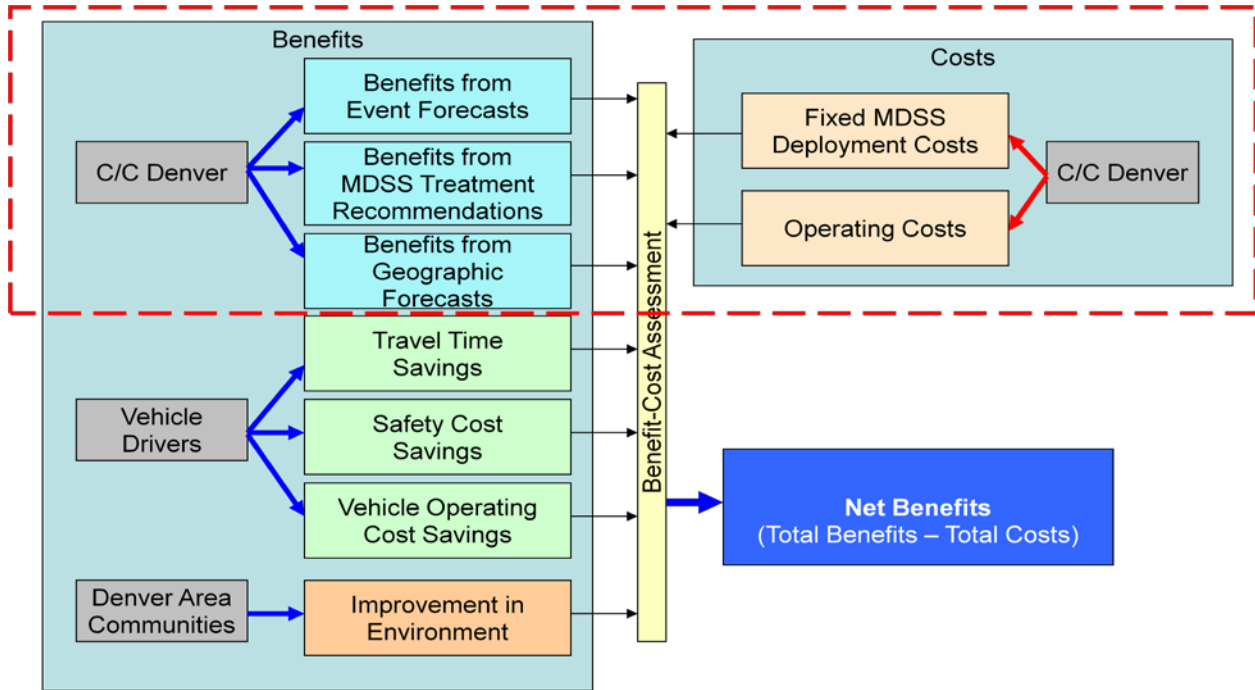 Benefits
C/C Denver
Benefits from
Event Forecasts
Benefits from
MDSS Treatment
Recommendations
Benefits from
Geographic
Forecasts
Vehicle
Drivers
Travel Time
Savings
Safety Cost
Savings
Vehicle Operating
Cost Savings
Denver Area
Communities
Improvement in
Environment
Benefit-Cost Assessment
Costs
Fixed MDSS
Deployment Costs
Operating Costs
C/C Denver
Net Benefits
(Total Benefits – Total Costs)